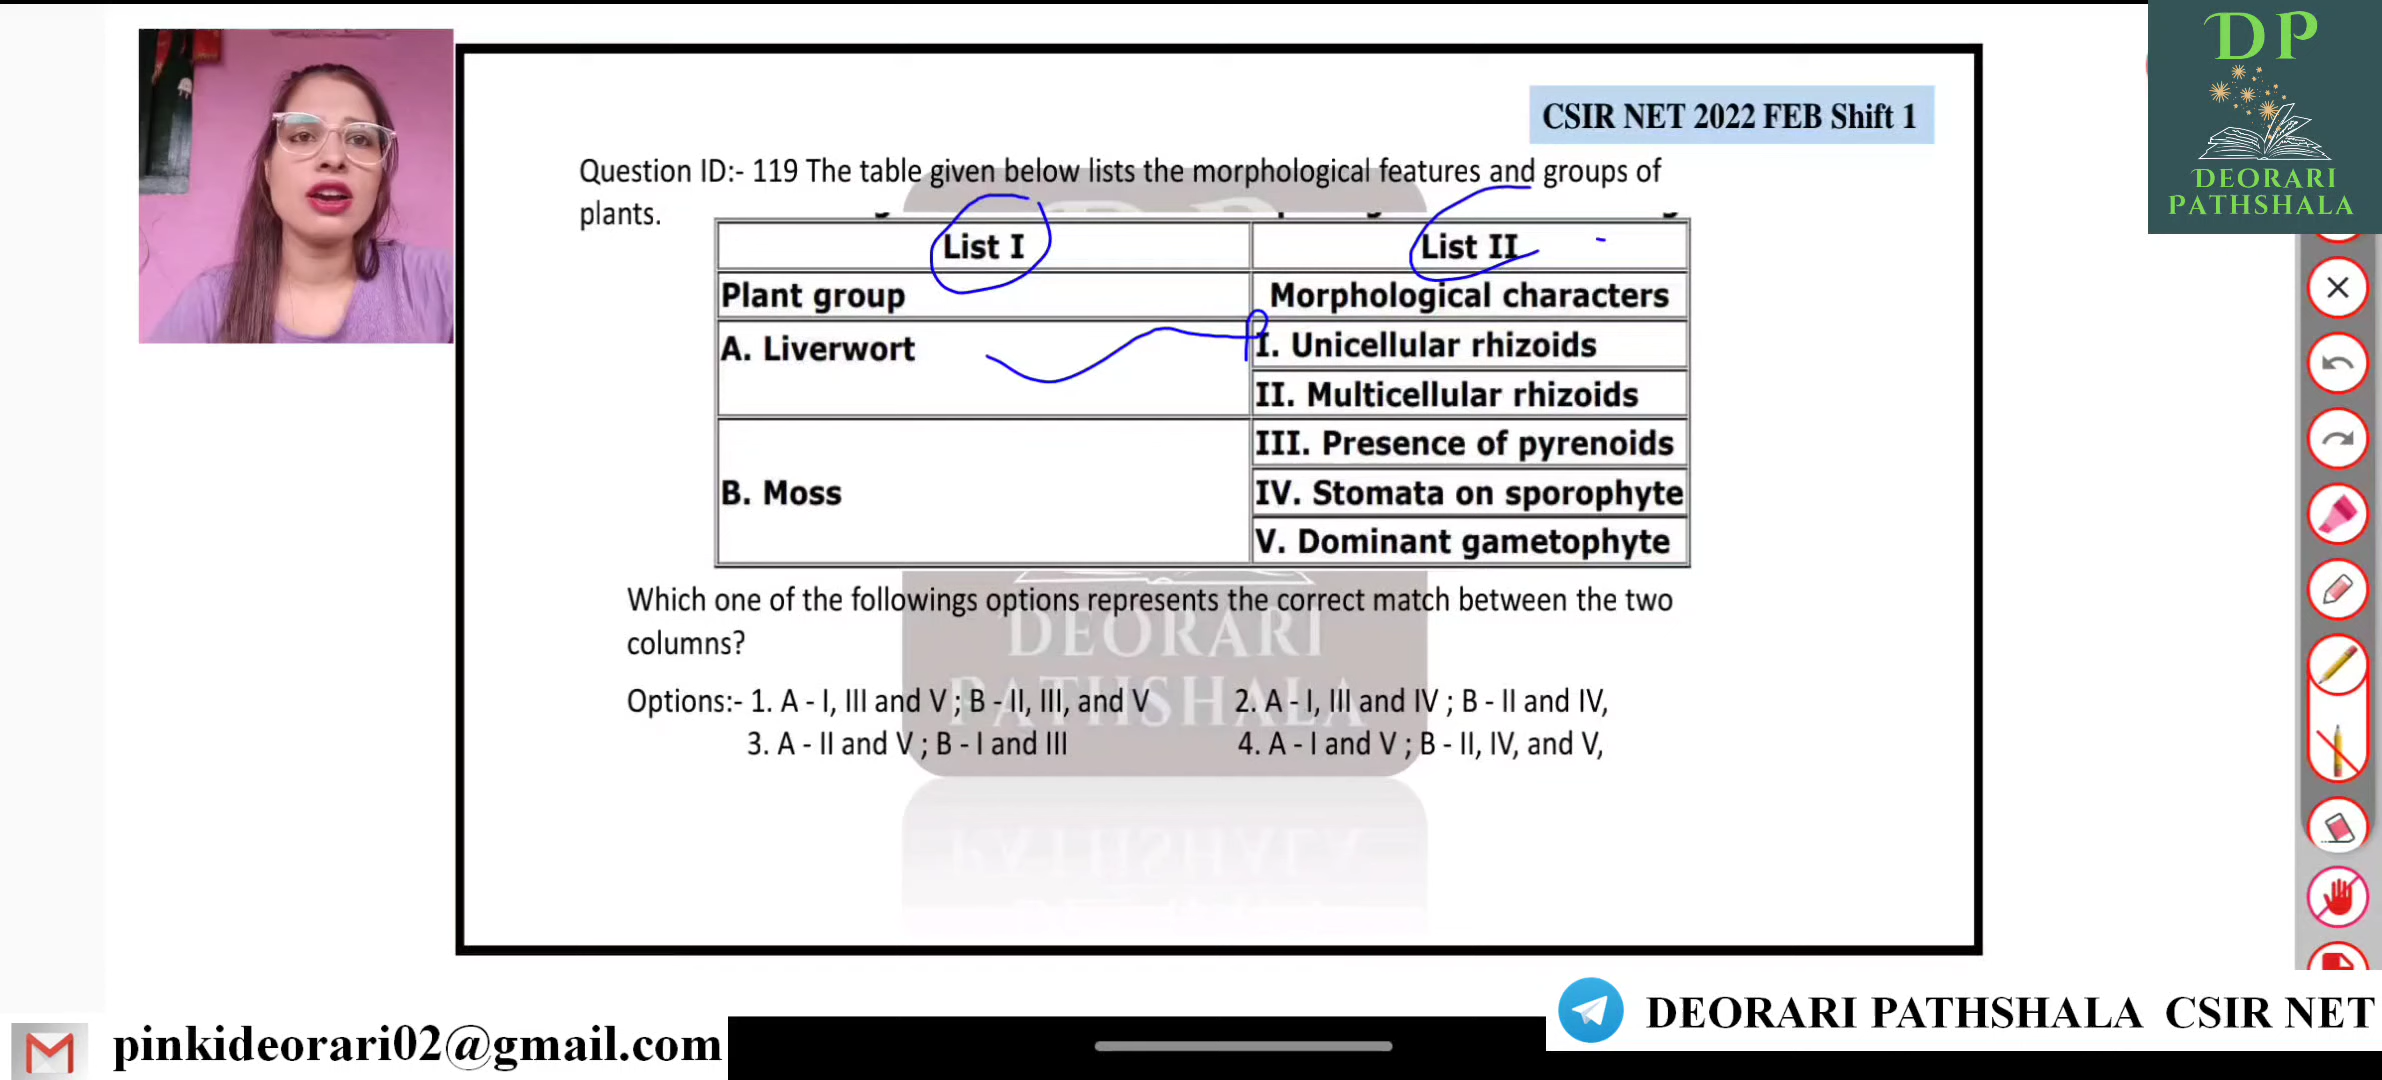 DP
DEORARI
PATHSHALA
CSIR NET 2022 FEB Shift 1
Question ID:- 119 The table given below lists the morphological features and groups of
plants.
List I
List II
Plant group
Morphological characters
A. Liverwort
I. Unicellular rhizoids
II. Multicellular rhizoids
B. Moss
III. Presence of pyrenoids
IV. Stomata on sporophyte
V. Dominant gametophyte
Which one of the followings options represents the correct match between the two
columns?
Options:- 1. A - I, III and V ; B - II, III, and V
2. A - I, III and IV ; B - II and IV,
3. A - II and V ; B - I and III
4. A - I and V ; B - II, IV, and V,
DEORARI
PATHSHALA
pinkideorari02@gmail.com
DEORARI PATHSHALA CSIR NET